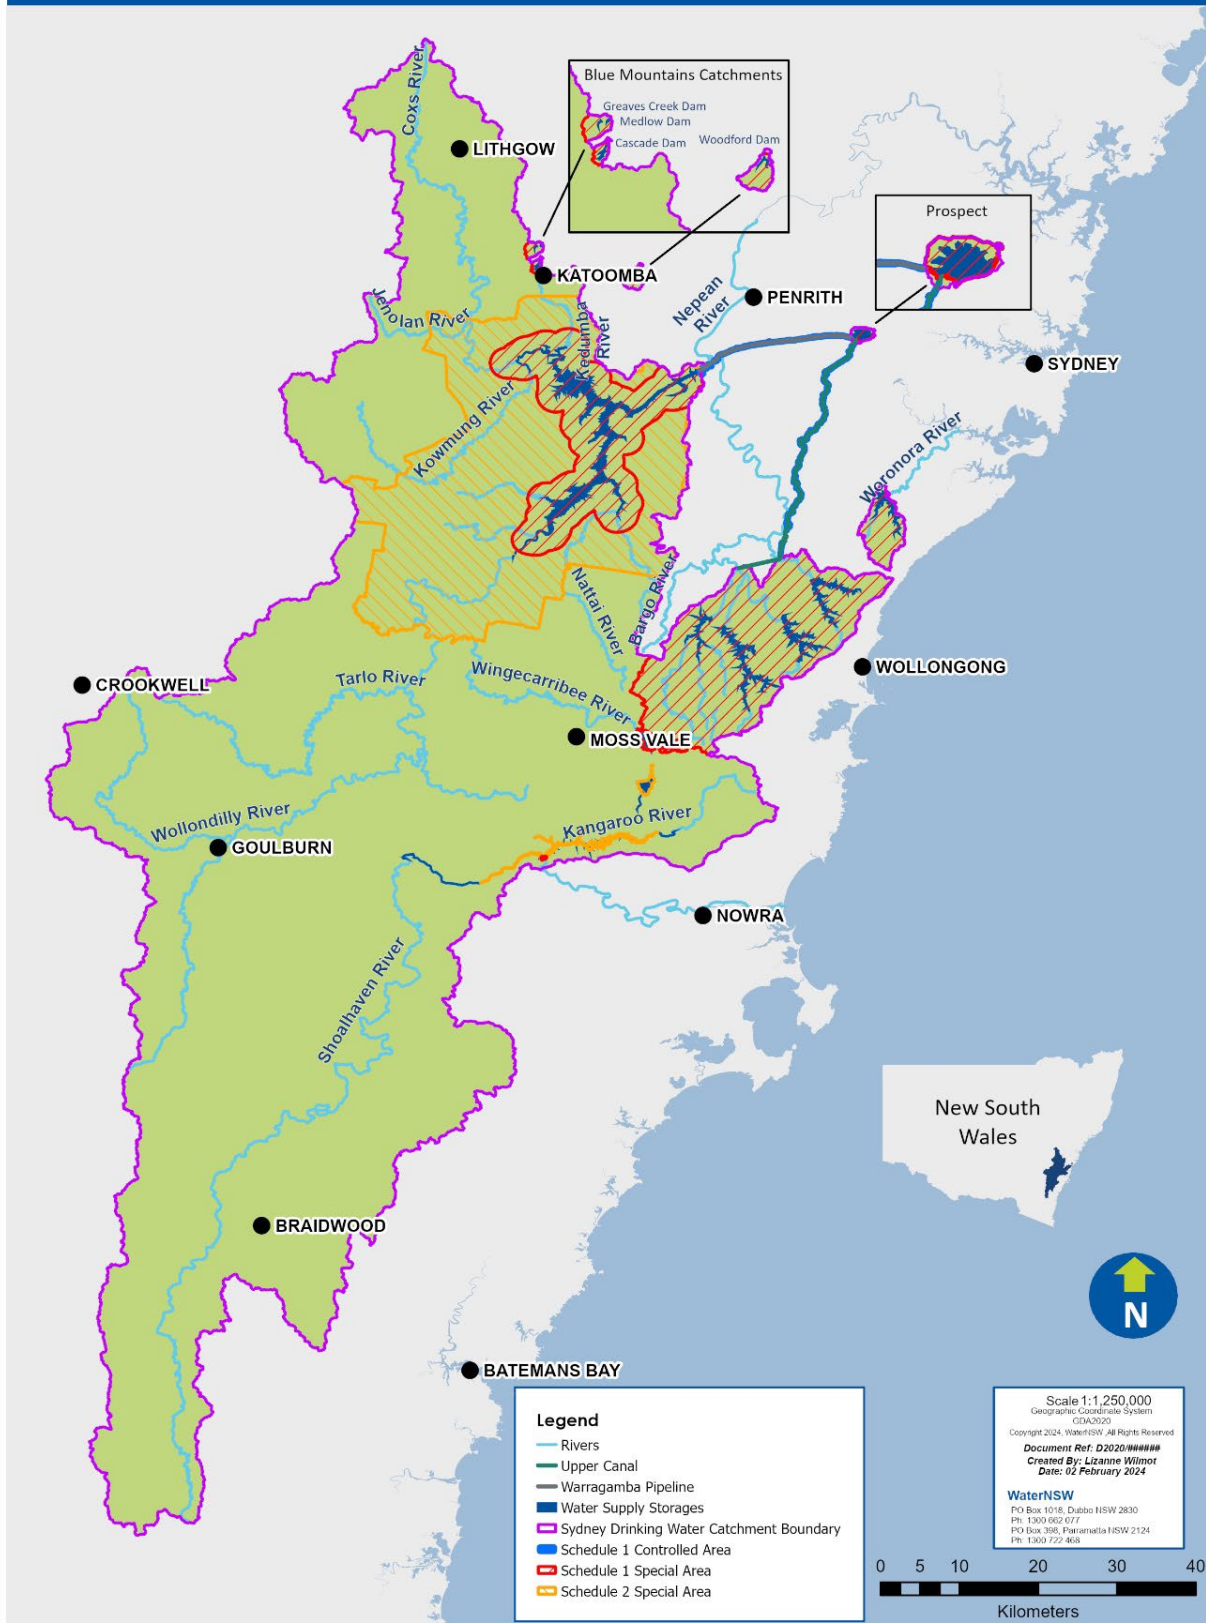 Blue Mountains Catchments
Greaves Creek Dam
Medlow Dam
Cascade Dam
Woodford Dam
Prospect
Coxs River
LITHGOW
KATOOMBA
PENRITH
Nepean
River
SYDNEY
Jenolan River
Kedumba
River
Kowmung River
Woronora River
Nattai River
Bargo River
WOLLONGONG
CROOKWELL
Tarlo River
Wingecarribee River
MOSS VALE
Wollondilly River
Kangaroo River
GOULBURN
NOWRA
Shoalhaven River
New South
Wales
BRAIDWOOD
N
BATEMANS BAY
Legend
Rivers
Upper Canal
Warragamba Pipeline
Water Supply Storages
Sydney Drinking Water Catchment Boundary
Schedule 1 Controlled Area
Schedule 1 Special Area
Schedule 2 Special Area
Scale 1:1,250,000
Geographic Coordinate System
GDA2020
Copyright 2024, WaterNSW ,All Rights Reserved
Document Ref: D2020/######
Created By: Lizanne Wilmot
Date: 02 February 2024
WaterNSW
PO Box 1018, Dubbo NSW 2830
Ph: 1300 662 077
PO Box 398, Parramatta NSW 2124
Ph: 1300 722 468
0 5 10 20 30 40
Kilometers